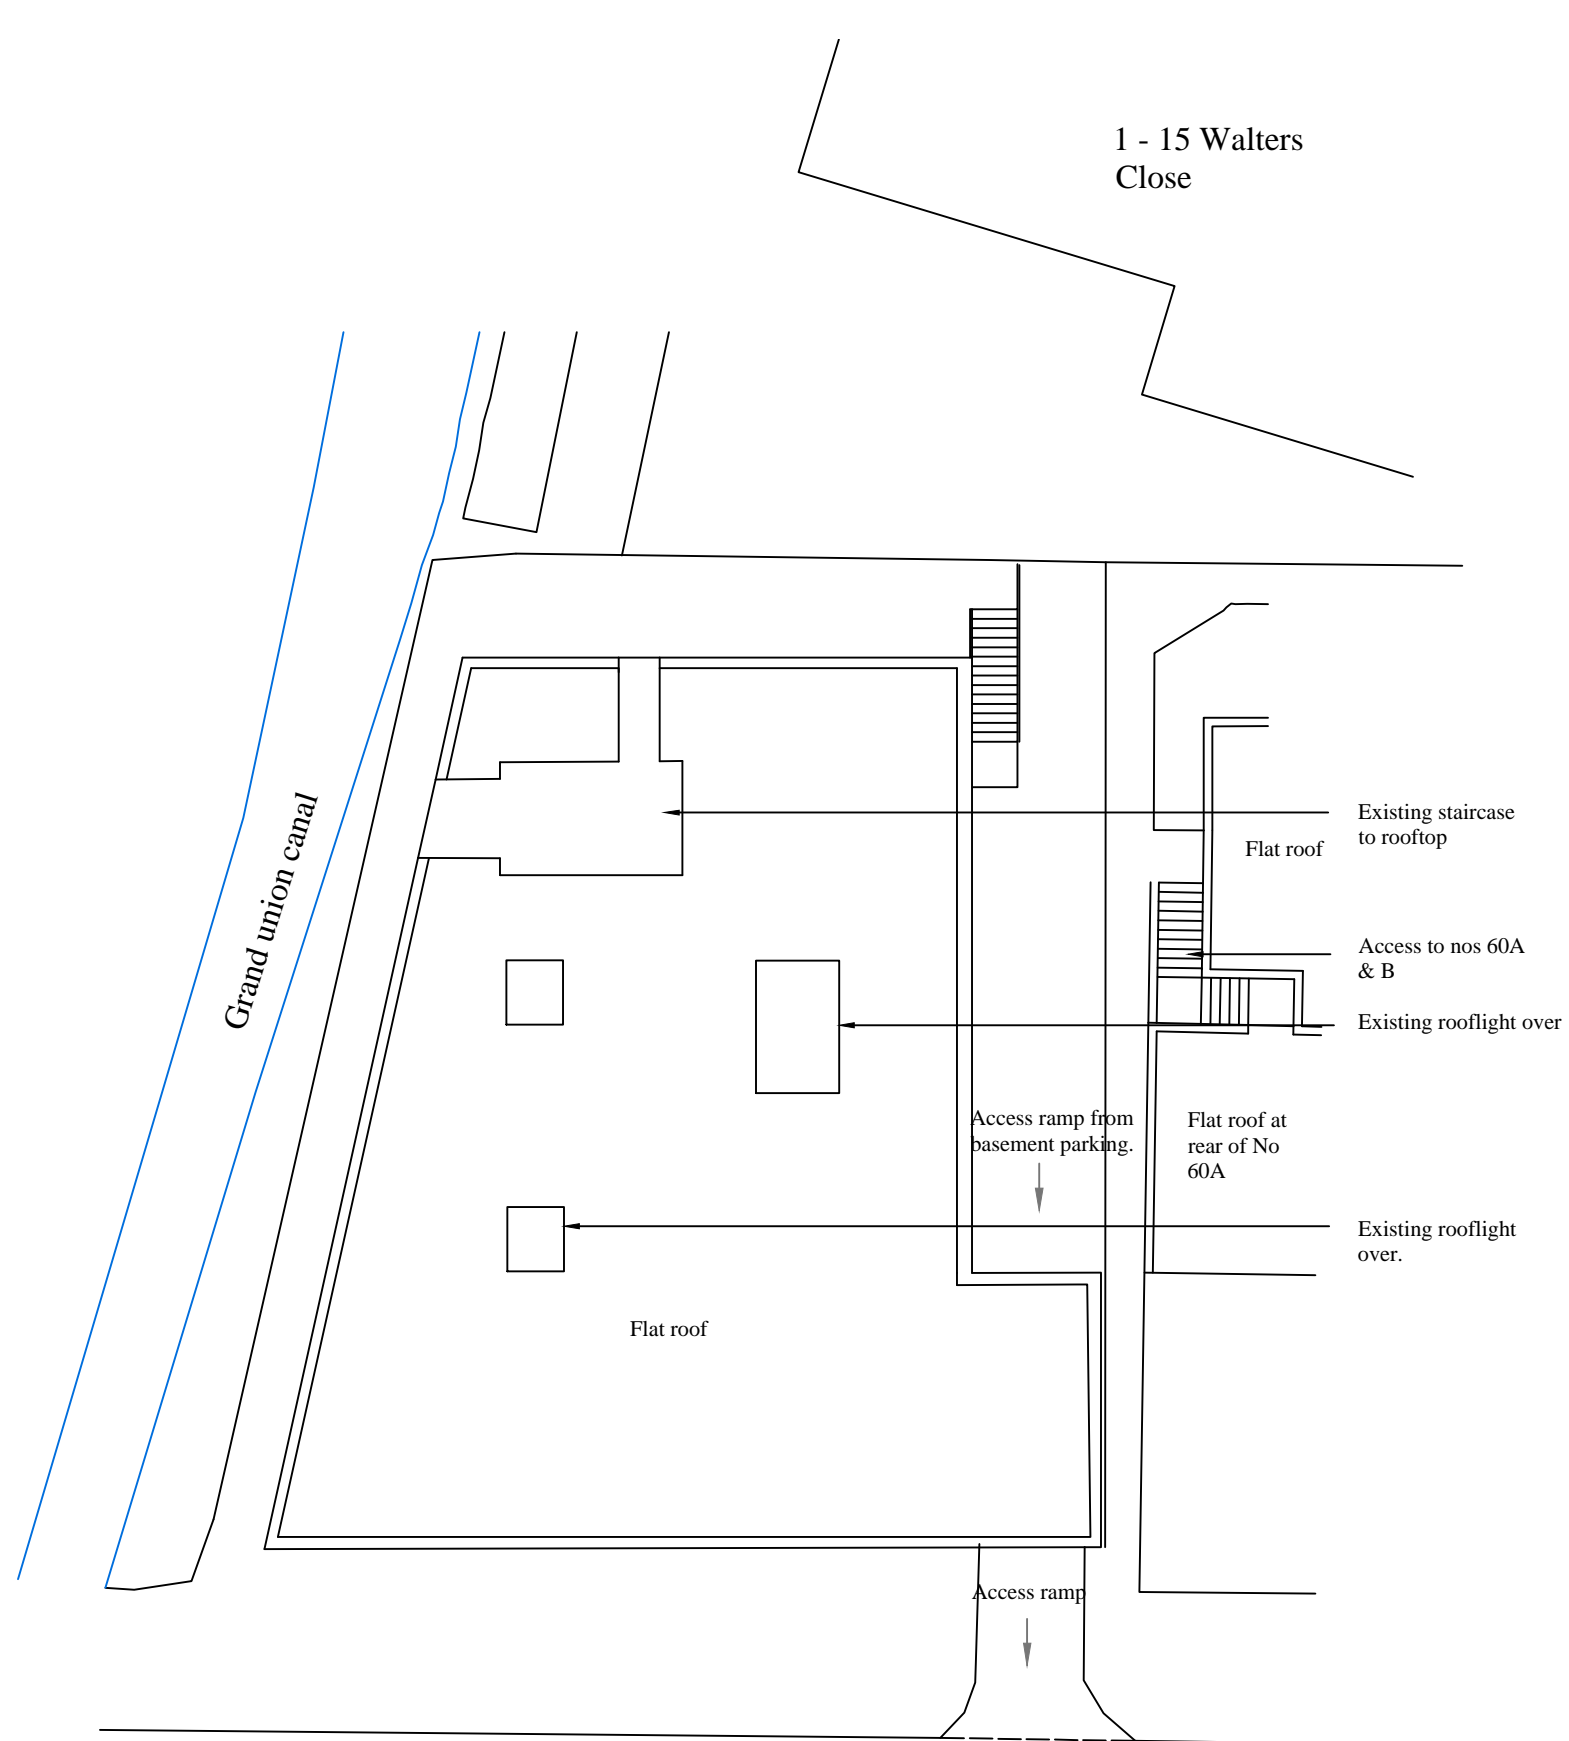 1 - 15 Walters
Close
Existing staircase
to rooftop
Flat roof
Grand union canal
Access to nos 60A
& B
Existing rooflight over
Access ramp from
basement parking.
Flat roof at
rear of No
60A
Existing rooflight
over.
Flat roof
Access ramp